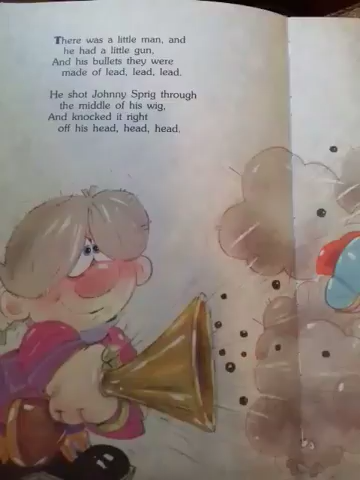 There was a little man, and
he had a little gun,
And his bullets they were
made of lead, lead, lead.
He shot Johnny Sprig through
the middle of his wig,
And knocked it right
off his head, head, head.